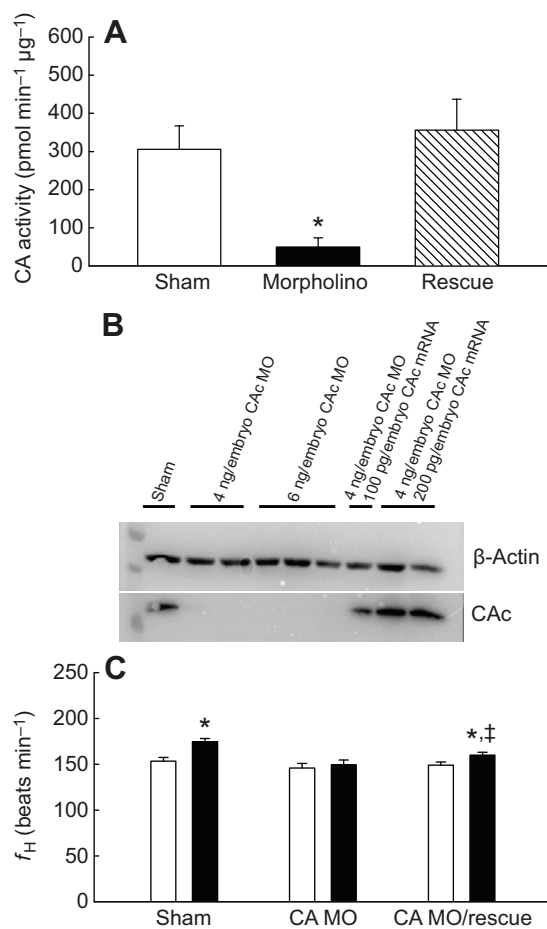 A
CA activity (pmol min⁻¹ µg⁻¹)
600
500
400
300
200
100
0
*
Sham Morpholino Rescue
B
Sham
4 ng/embryo CAc MO
6 ng/embryo CAc MO
4 ng/embryo CAc MO
100 pg/embryo CAc mRNA
4 ng/embryo CAc MO
200 pg/embryo CAc mRNA
β-Actin
CAc
C
fH (beats min⁻¹)
250
200
150
100
50
0
*
*,‡
Sham CA MO CA MO/rescue